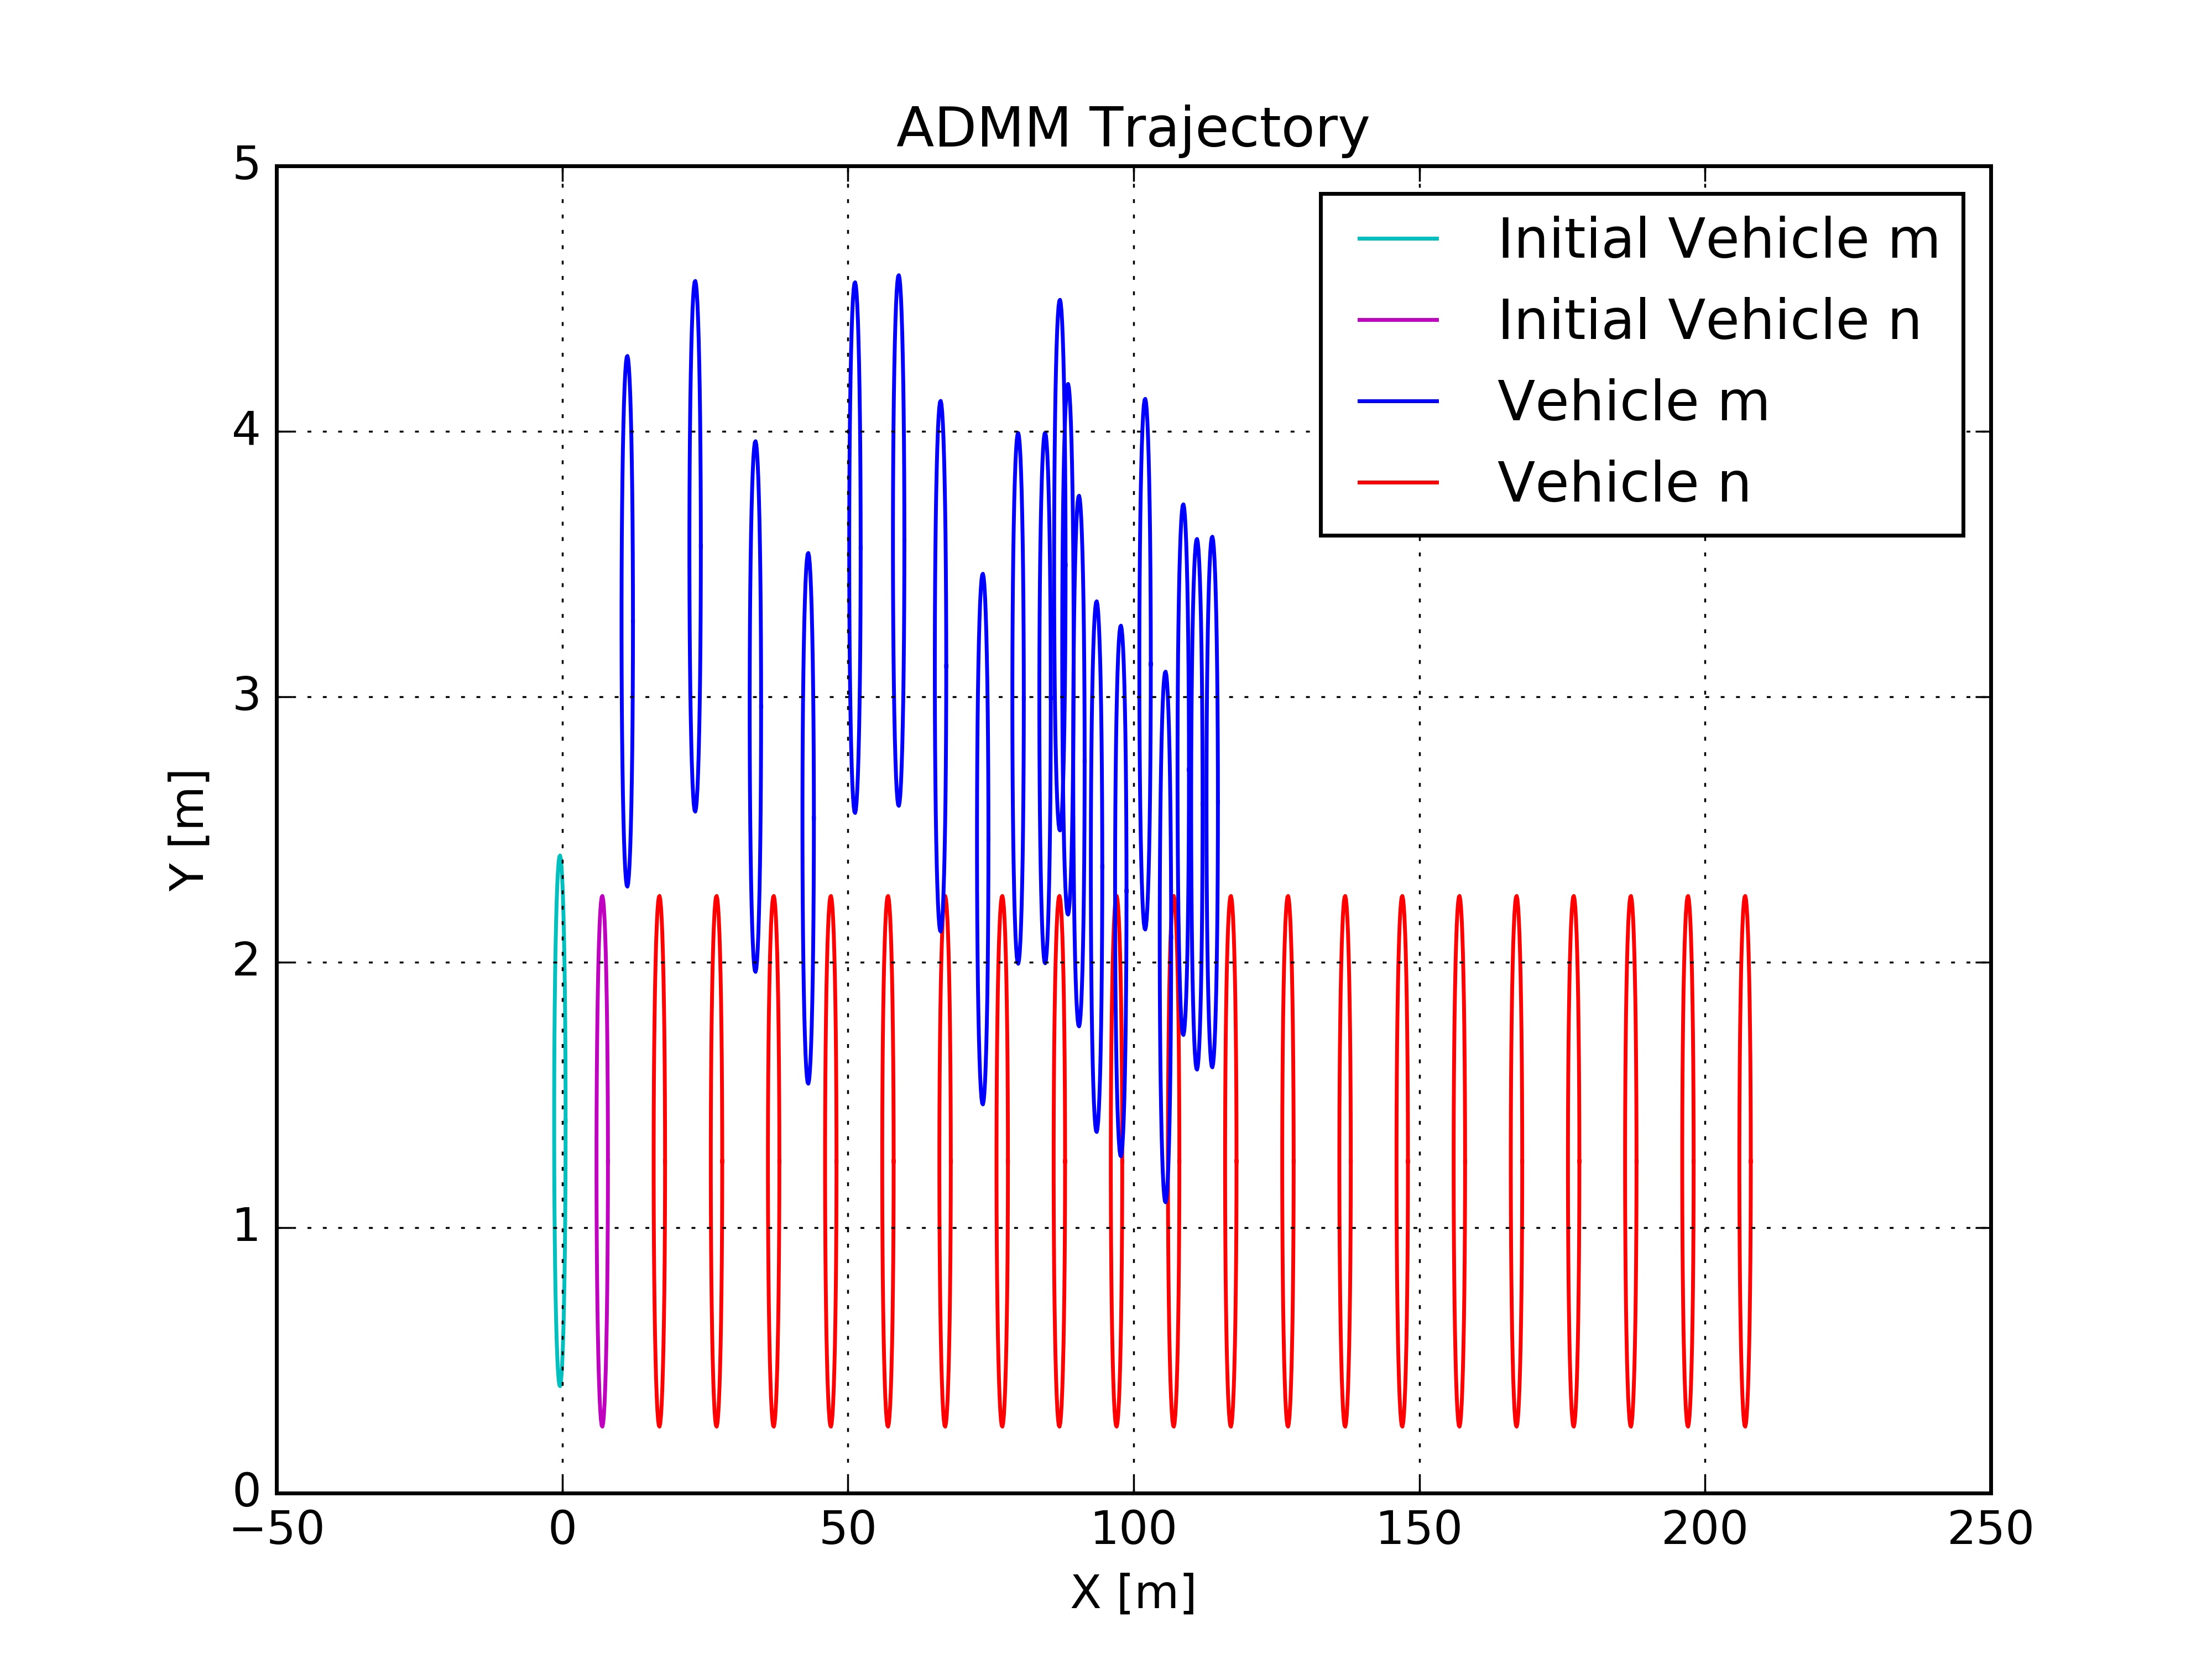 ADMM Trajectory
5
4
3
2
1
0
Y [m]
Initial Vehicle m
Initial Vehicle n
Vehicle m
Vehicle n
−50 0 50 100 150 200 250
X [m]